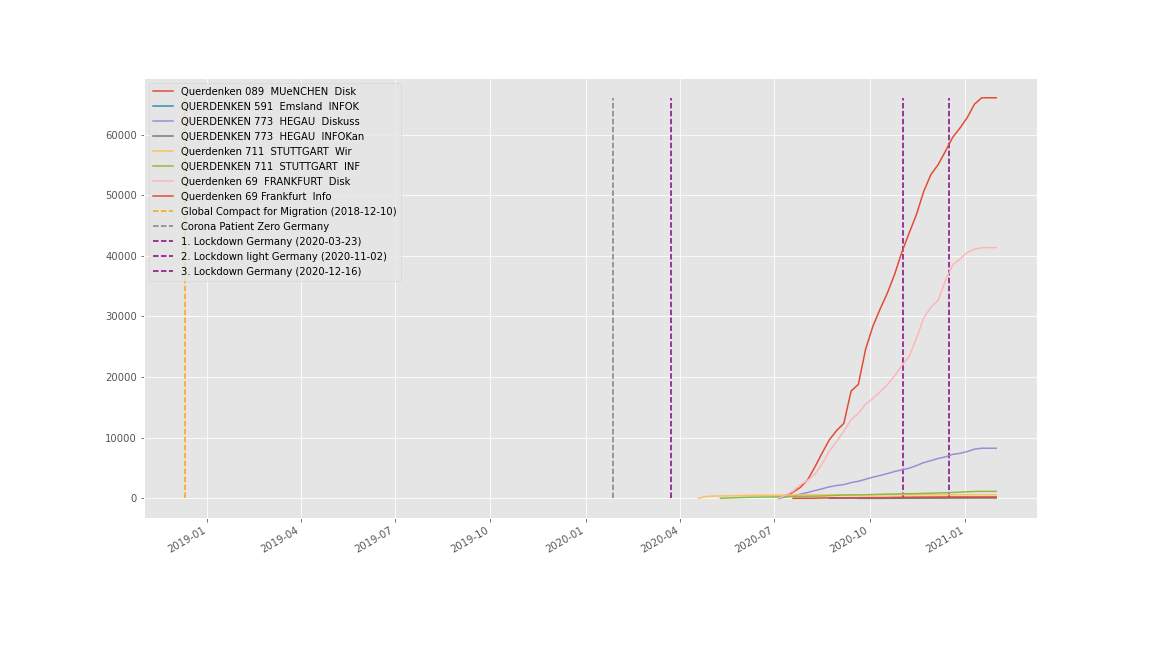 Querdenken 089  MUeNCHEN  Disk
QUERDENKEN 591  Emsland  INFOK
QUERDENKEN 773  HEGAU  Diskuss
QUERDENKEN 773  HEGAU  INFOKan
Querdenken 711  STUTTGART  Wir
QUERDENKEN 711  STUTTGART  INF
Querdenken 69  FRANKFURT  Disk
Querdenken 69 Frankfurt  Info
Global Compact for Migration (2018-12-10)
Corona Patient Zero Germany
1. Lockdown Germany (2020-03-23)
2. Lockdown light Germany (2020-11-02)
3. Lockdown Germany (2020-12-16)
60000
50000
40000
30000
20000
10000
0
2019-01
2019-04
2019-07
2019-10
2020-01
2020-04
2020-07
2020-10
2021-01